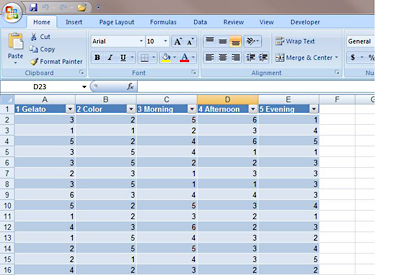 Home Insert Page Layout Formulas Data Review View Developer
Cut
Copy
Format Painter
Paste
Arial 10
B I U
Wrap Text
Merge & Center
General
$
Clipboard Font Alignment Nu
D23 fx
A B C D E F
1 1 Gelato 2 Color 3 Morning 4 Afternoon 5 Evening
2 3 2 5 6 1
3 1 1 2 3 4
4 5 2 4 6 5
5 3 5 4 1 1
6 3 5 2 2 3
7 2 3 1 3 3
8 3 5 1 1 3
9 6 3 4 4 3
10 5 2 5 3 4
11 1 2 3 2 1
12 4 3 6 2 3
13 1 5 4 3 2
14 2 5 5 3 4
15 2 1 4 3 5
16 4 2 3 2 2